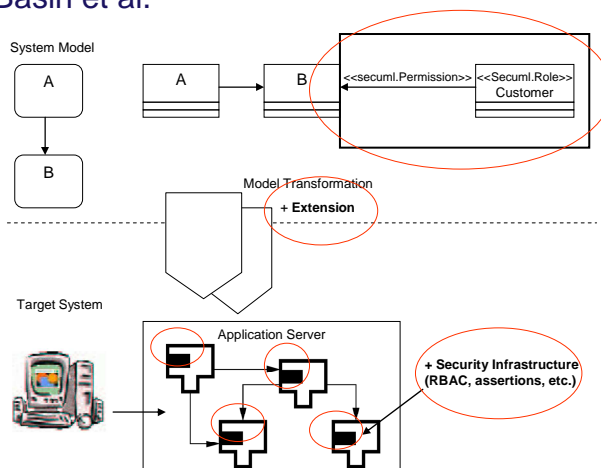 Basin et al.
System Model
A
B
A
B
<<secuml.Permission>>
<<Secuml.Role>>
Customer
Model Transformation
+ Extension
Target System
Application Server
+ Security Infrastructure
(RBAC, assertions, etc.)